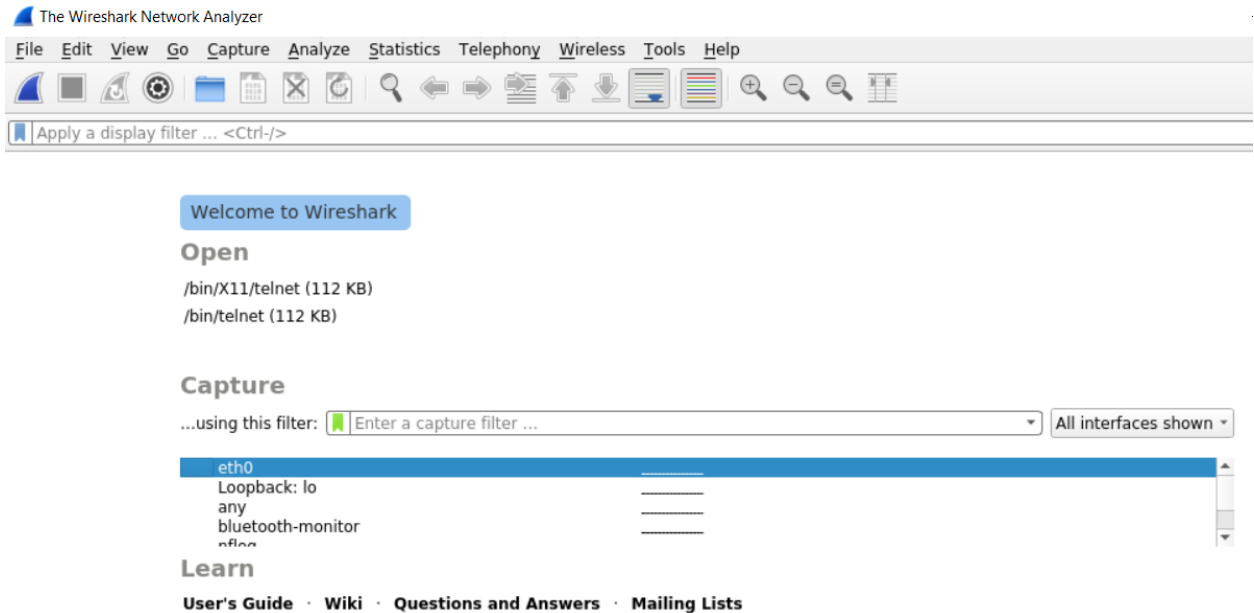 The Wireshark Network Analyzer
File Edit View Go Capture Analyze Statistics Telephony Wireless Tools Help
Apply a display filter ... <Ctrl-/>
Welcome to Wireshark
Open
/bin/X11/telnet (112 KB)
/bin/telnet (112 KB)
Capture
...using this filter: Enter a capture filter ... All interfaces shown
eth0
Loopback: lo
any
bluetooth-monitor
nflog
Learn
User's Guide · Wiki · Questions and Answers · Mailing Lists